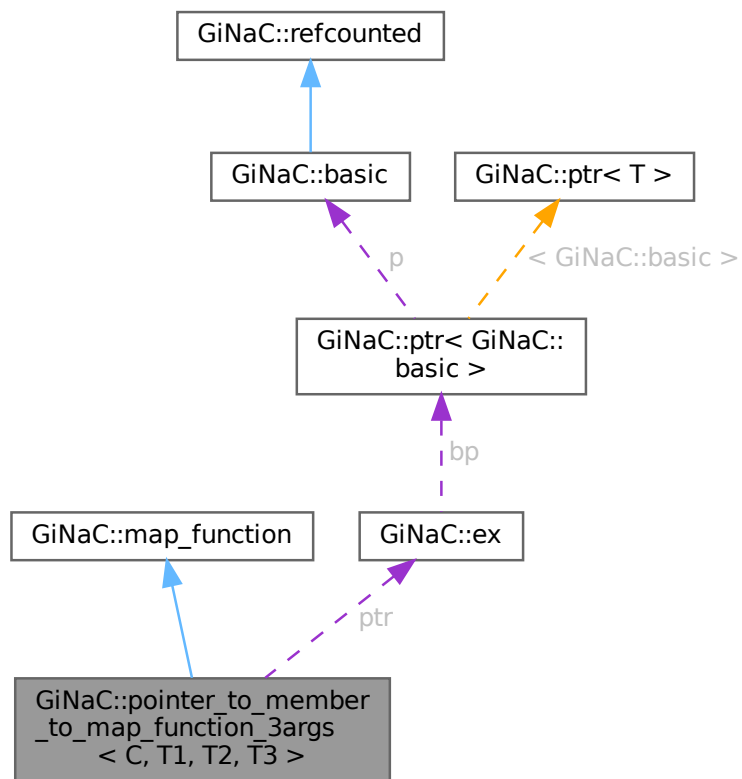 GiNaC::refcounted
GiNaC::basic
GiNaC::ptr< T >
p
< GiNaC::basic >
GiNaC::ptr< GiNaC::
basic >
bp
GiNaC::map_function
GiNaC::ex
ptr
GiNaC::pointer_to_member
_to_map_function_3args
< C, T1, T2, T3 >